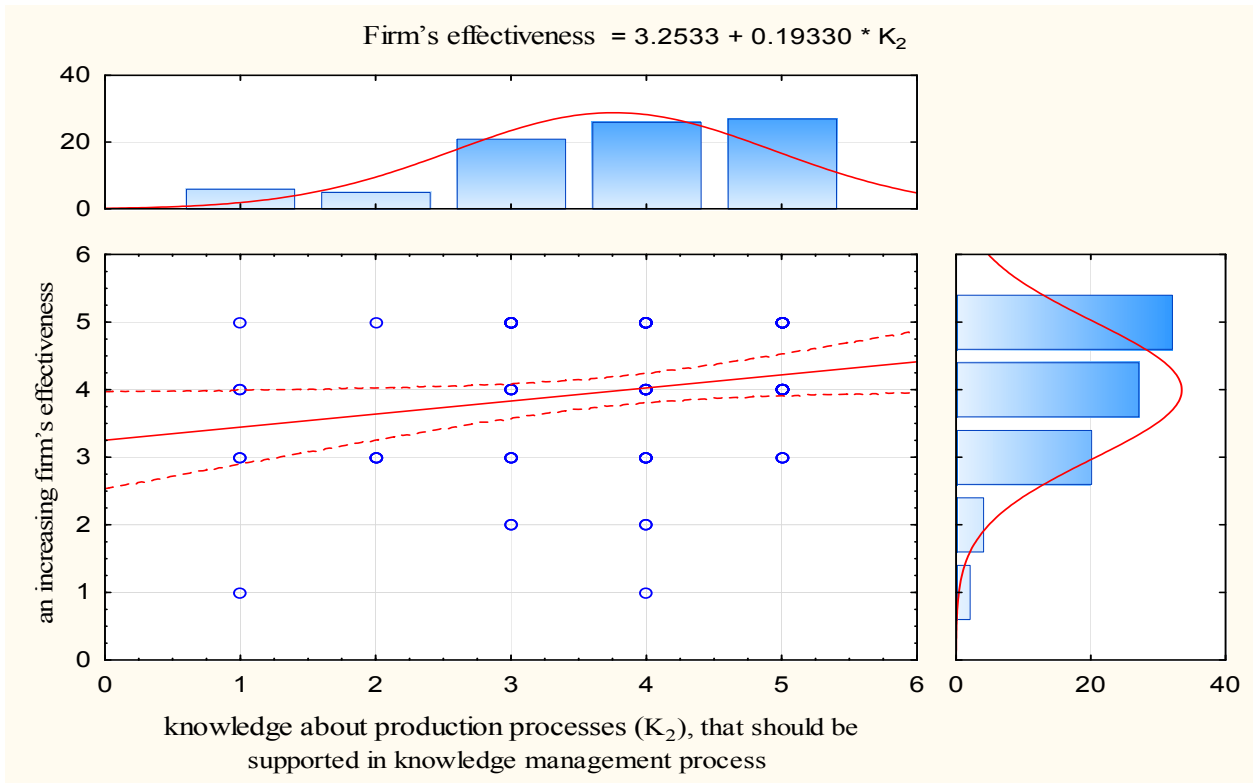 Firm's effectiveness = 3.2533 + 0.19330 * K₂
40
20
0
6
5
4
3
2
1
0
an increasing firm's effectiveness
0 1 2 3 4 5 6
0 20 40
knowledge about production processes (K₂), that should be
supported in knowledge management process